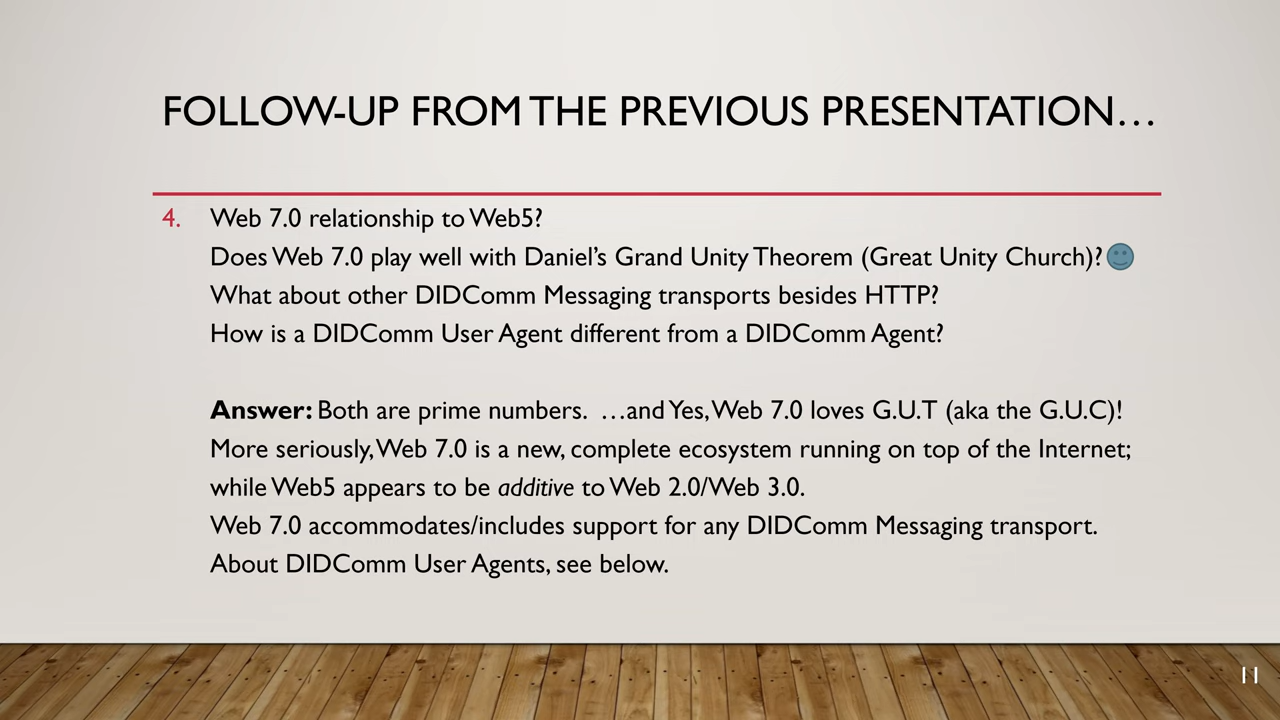 FOLLOW-UP FROM THE PREVIOUS PRESENTATION…
4. Web 7.0 relationship to Web5?
Does Web 7.0 play well with Daniel’s Grand Unity Theorem (Great Unity Church)?
What about other DIDComm Messaging transports besides HTTP?
How is a DIDComm User Agent different from a DIDComm Agent?
Answer: Both are prime numbers. …and Yes, Web 7.0 loves G.U.T (aka the G.U.C)!
More seriously, Web 7.0 is a new, complete ecosystem running on top of the Internet;
while Web5 appears to be additive to Web 2.0/Web 3.0.
Web 7.0 accommodates/includes support for any DIDComm Messaging transport.
About DIDComm User Agents, see below.
11